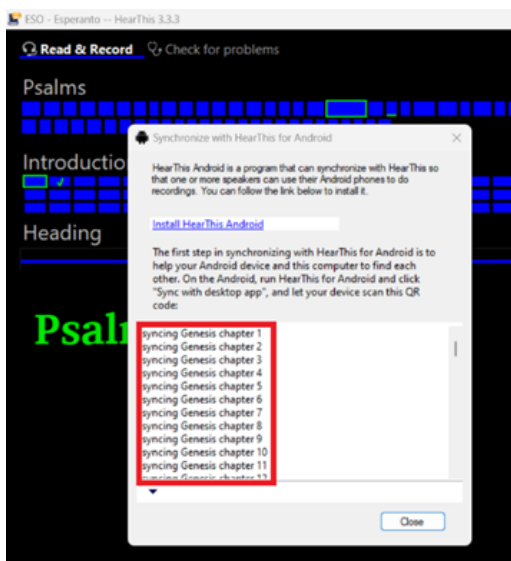 ESO - Esperanto -- HearThis 3.3.3
Read & Record Check for problems
Psalms
Synchronize with HearThis for Android
Introductio
HearThis Android is a program that can synchronize with HearThis so
that one or more speakers can use their Android phones to do
recordings. You can follow the link below to install it.
Install HearThis Android
Heading
The first step in synchronizing with HearThis for Android is to
help your Android device and this computer to find each
other. On the Android, run HearThis for Android and click
"Sync with desktop app", and let your device scan this QR
code:
Psal
syncing Genesis chapter 1
syncing Genesis chapter 2
syncing Genesis chapter 3
syncing Genesis chapter 4
syncing Genesis chapter 5
syncing Genesis chapter 6
syncing Genesis chapter 7
syncing Genesis chapter 8
syncing Genesis chapter 9
syncing Genesis chapter 10
syncing Genesis chapter 11
syncing Genesis chapter 12
Close